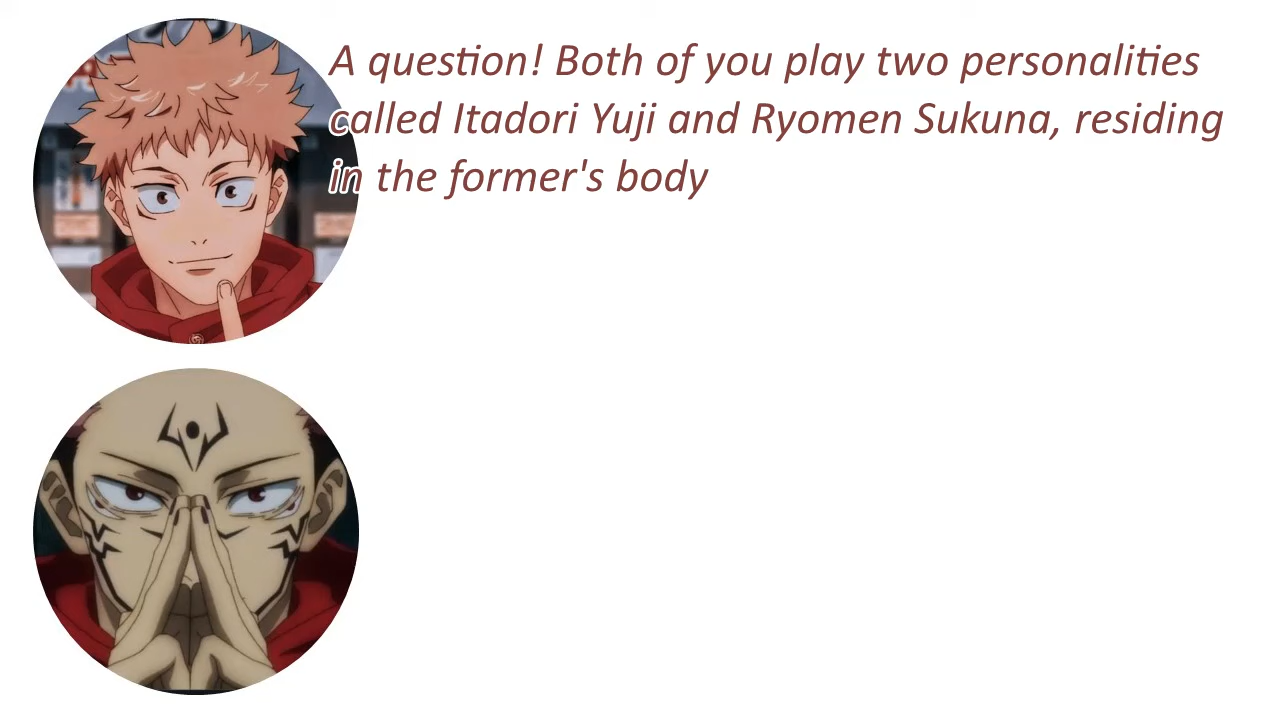 A question! Both of you play two personalities
called Itadori Yuji and Ryomen Sukuna, residing
in the former's body